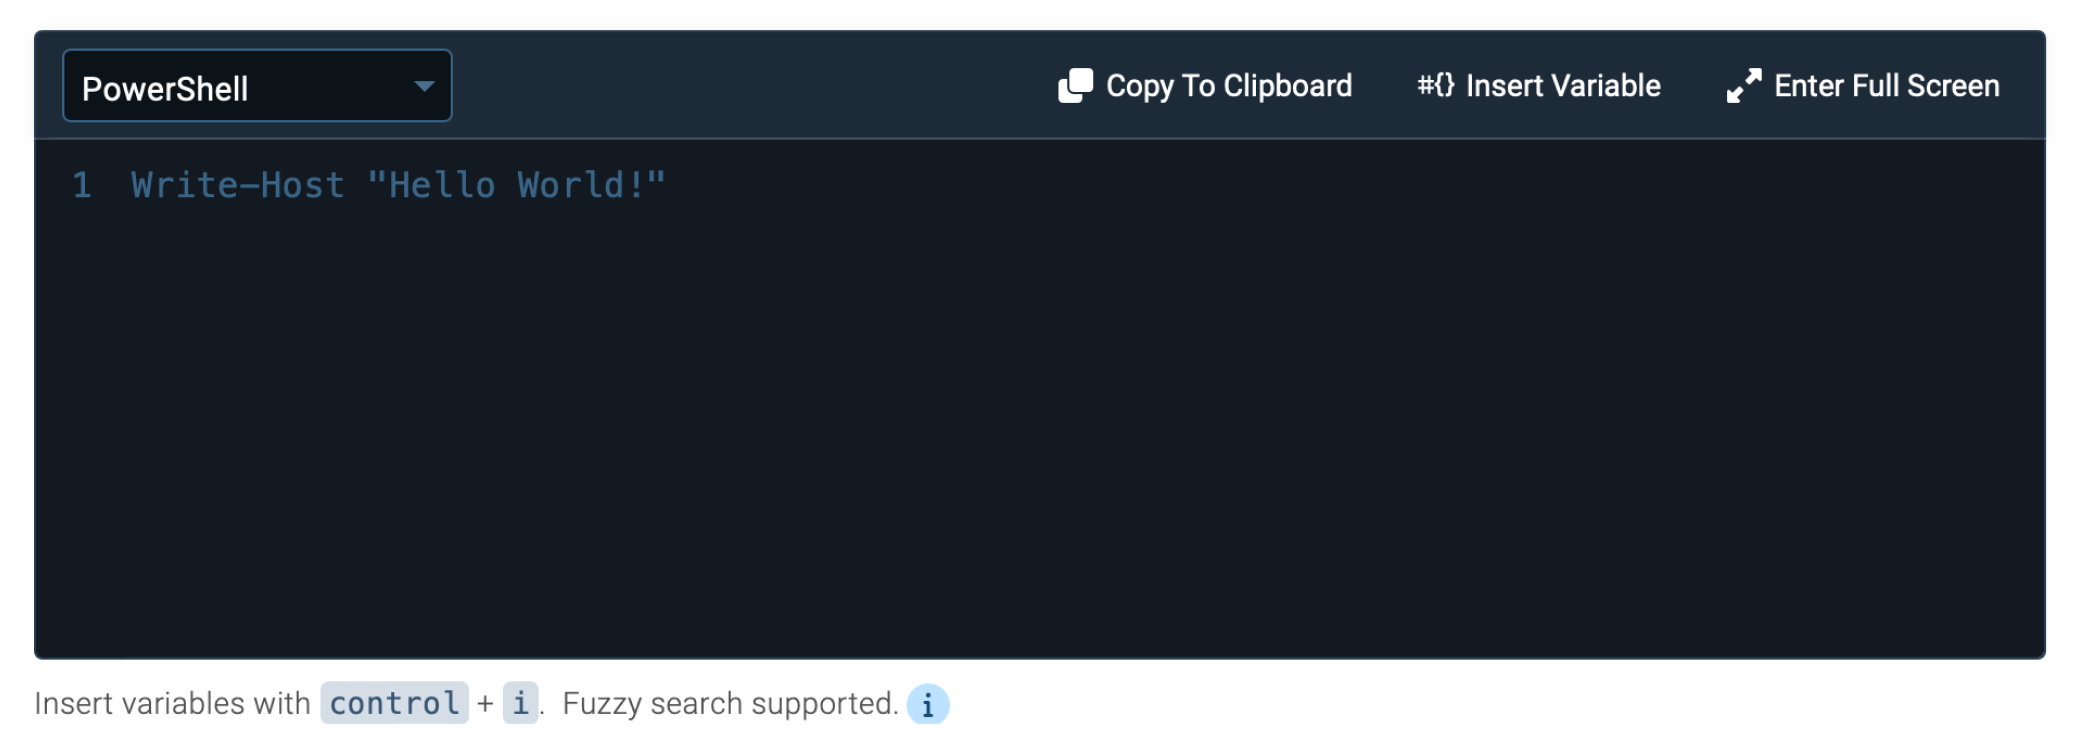 PowerShell
Copy To Clipboard #{} Insert Variable Enter Full Screen
1 Write-Host "Hello World!"
Insert variables with control + i. Fuzzy search supported. i